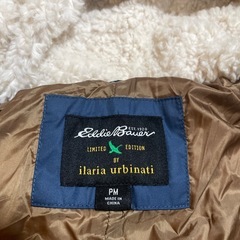 Eddie Bauer
EST. 1920
LIMITED EDITION
BY
ilaria urbinati
PM
MADE IN
CHINA